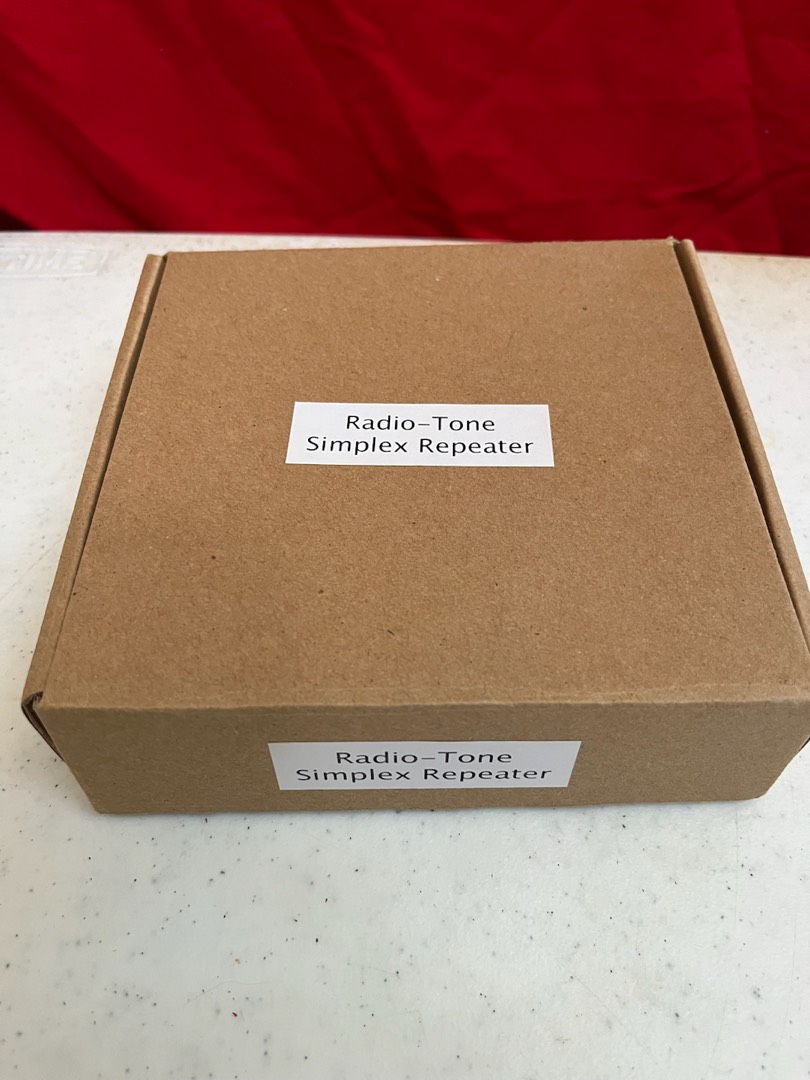 Radio-Tone
Simplex Repeater
Radio-Tone
Simplex Repeater